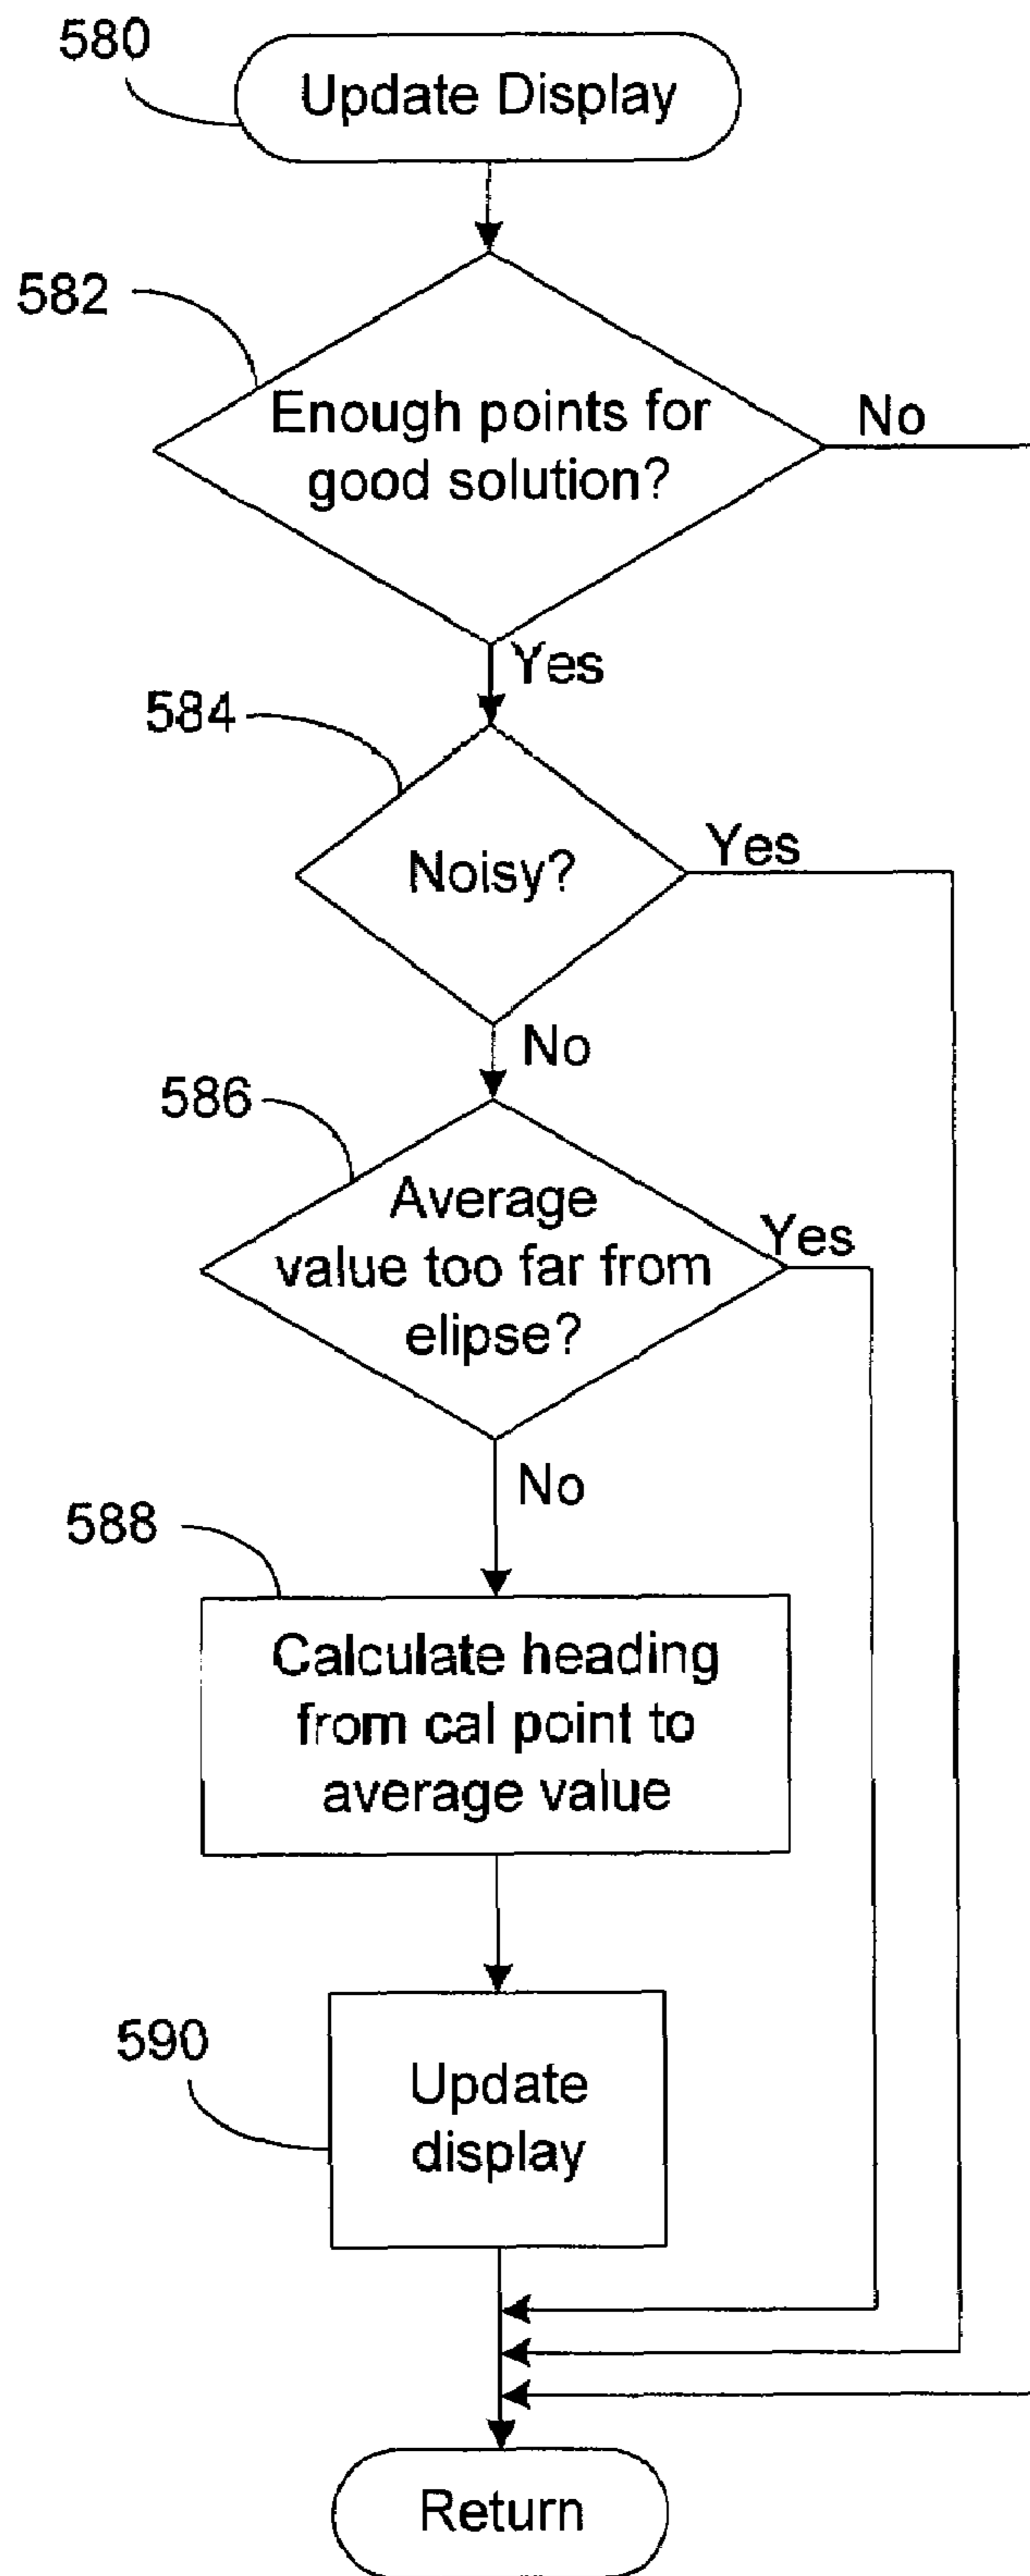 580
Update Display
582
Enough points for
good solution?
No
Yes
584
Noisy?
Yes
No
586
Average
value too far from
elipse?
Yes
No
588
Calculate heading
from cal point to
average value
590
Update
display
Return